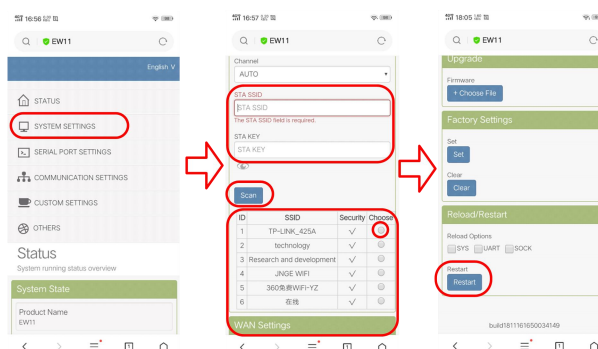 16:56
EW11
English V
STATUS
SYSTEM SETTINGS
SERIAL PORT SETTINGS
COMMUNICATION SETTINGS
CUSTOM SETTINGS
OTHERS
Status
System running status overview
System State
Product Name
EW11
16:57
EW11
Channel
AUTO
STA SSID
STA SSID
The STA SSID field is required.
STA KEY
STA KEY
Scan
ID SSID Security Choose
1 TP-LINK_425A √
2 technology √
3 Research and development √
4 JNGE WIFI √
5 360免费WiFi-YZ √
6 在线 √
WAN Settings
18:05
EW11
Upgrade
Firmware
+ Choose File
Factory Settings
Set
Set
Clear
Clear
Reload/Restart
Reload Options
SYS UART SOCK
Restart
Restart
build1811161650034149